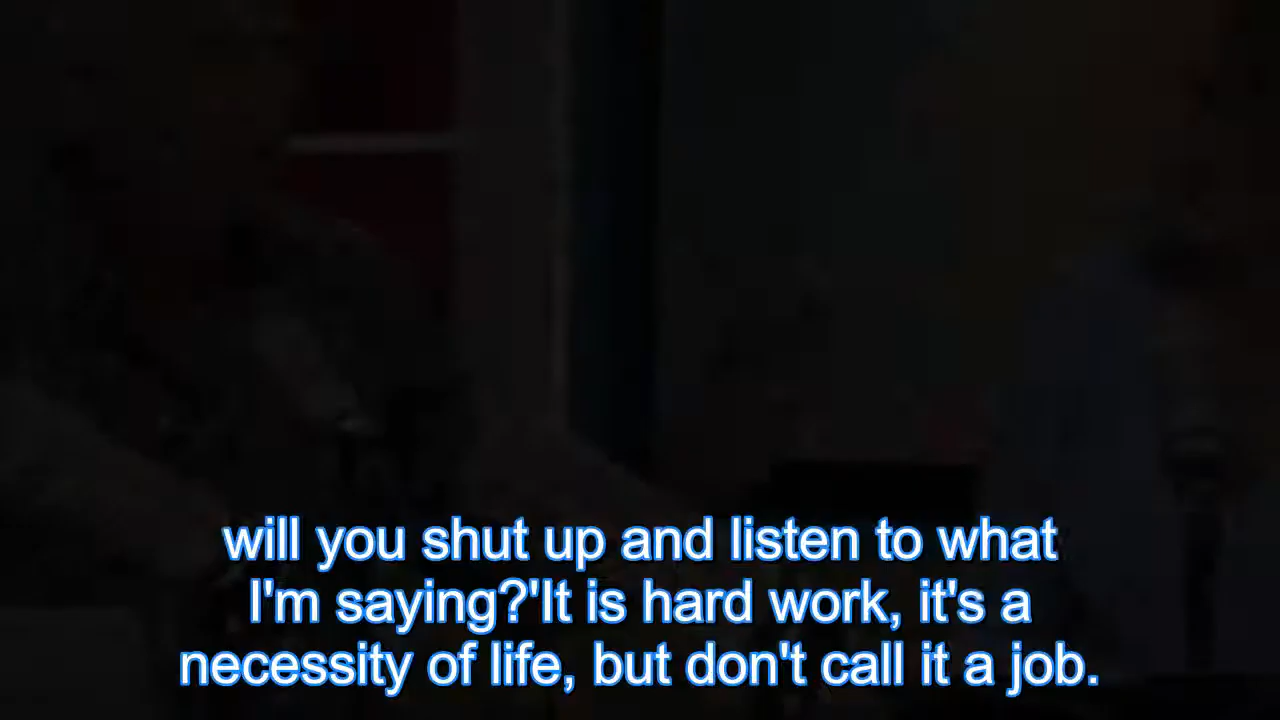 will you shut up and listen to what
I'm saying?'It is hard work, it's a
necessity of life, but don't call it a job.